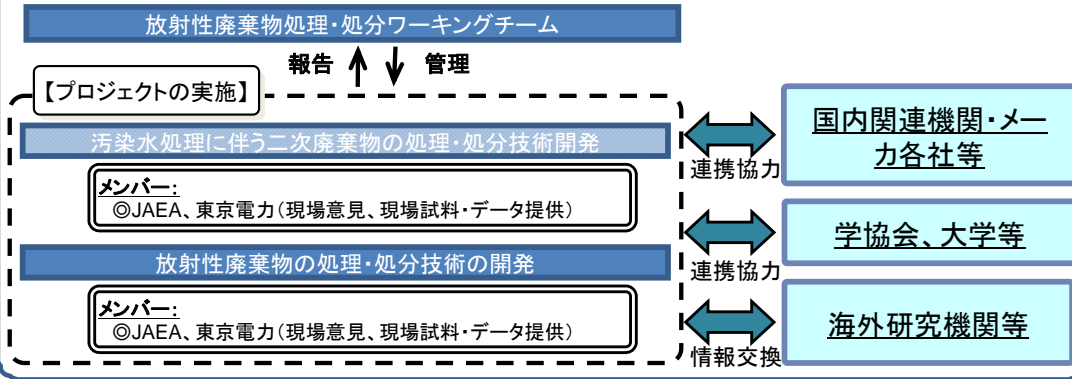 放射性廃棄物処理・処分ワーキングチーム
報告 管理
【プロジェクトの実施】
汚染水処理に伴う二次廃棄物の処理・処分技術開発
メンバー:
◎JAEA、東京電力(現場意見、現場試料・データ提供)
放射性廃棄物の処理・処分技術の開発
メンバー:
◎JAEA、東京電力(現場意見、現場試料・データ提供)
連携協力
国内関連機関・メー
カ各社等
連携協力
学協会、大学等
情報交換
海外研究機関等